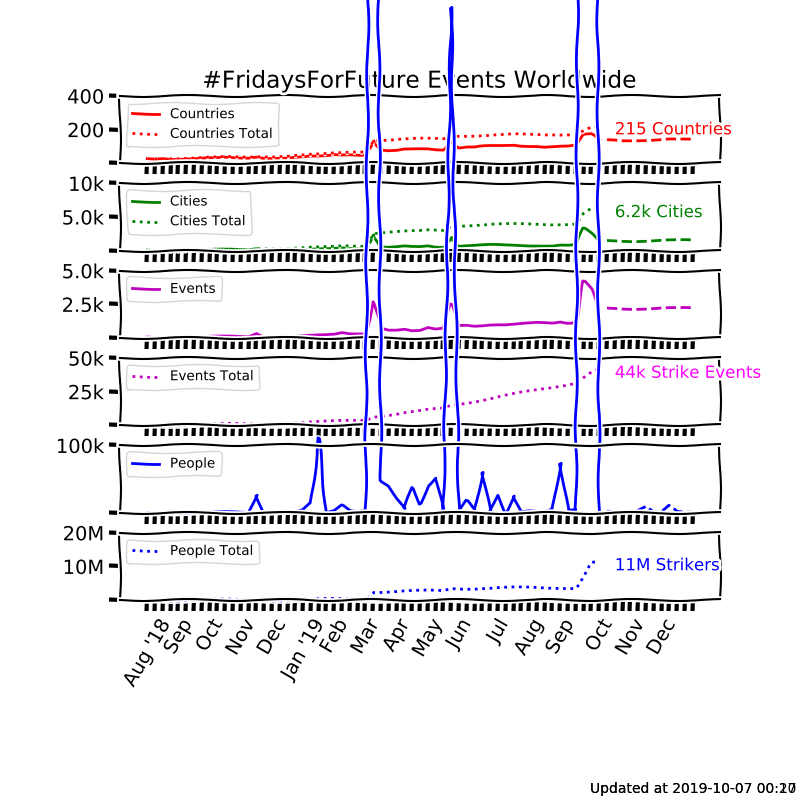 #FridaysForFuture Events Worldwide
400
200
Countries
Countries Total
215 Countries
10k
5.0k
Cities
Cities Total
6.2k Cities
5.0k
2.5k
Events
50k
25k
Events Total
44k Strike Events
100k
People
20M
10M
People Total
11M Strikers
Aug '18
Sep
Oct
Nov
Dec
Jan '19
Feb
Mar
Apr
May
Jun
Jul
Aug
Sep
Oct
Nov
Dec
Updated at 2019-10-07